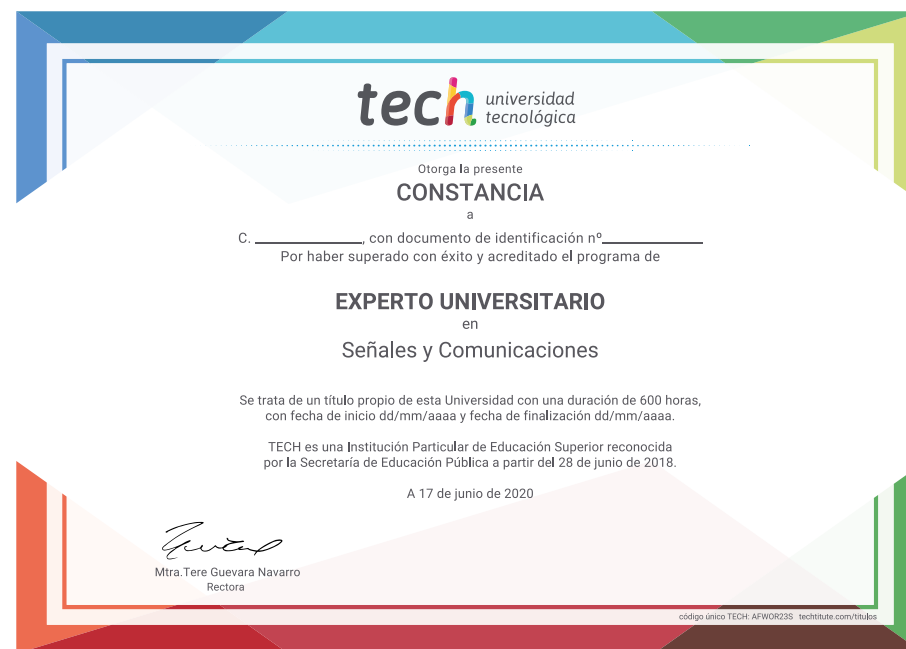 tech universidad
tecnológica
Otorga la presente
CONSTANCIA
a
C. ____________, con documento de identificación nº____________
Por haber superado con éxito y acreditado el programa de
EXPERTO UNIVERSITARIO
en
Señales y Comunicaciones
Se trata de un título propio de esta Universidad con una duración de 600 horas,
con fecha de inicio dd/mm/aaaa y fecha de finalización dd/mm/aaaa.
TECH es una Institución Particular de Educación Superior reconocida
por la Secretaría de Educación Pública a partir del 28 de junio de 2018.
A 17 de junio de 2020
Mtra.Tere Guevara Navarro
Rectora
código único TECH: AFWOR23S techtitute.com/titulos